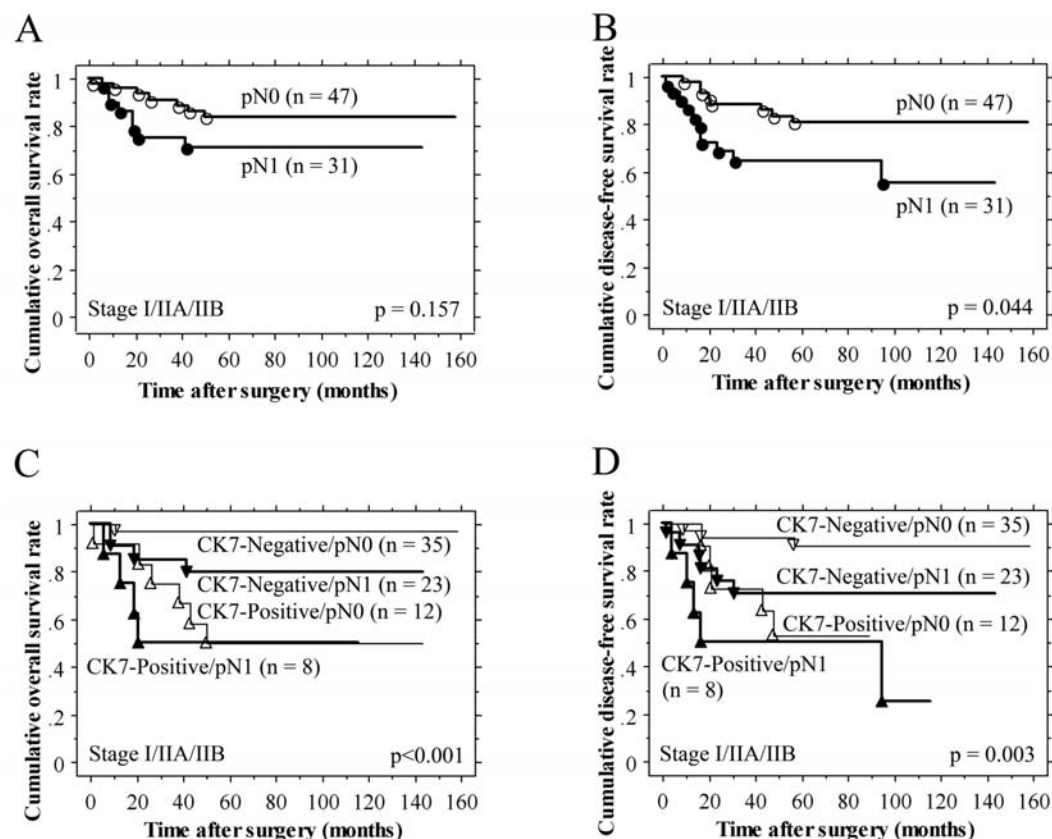 A
Cumulative overall survival rate
1
.8
.6
.4
.2
0
pN0 (n = 47)
pN1 (n = 31)
Stage I/IIA/IIB
p = 0.157
0 20 40 60 80 100 120 140 160
Time after surgery (months)
B
Cumulative disease-free survival rate
1
.8
.6
.4
.2
0
pN0 (n = 47)
pN1 (n = 31)
Stage I/IIA/IIB
p = 0.044
0 20 40 60 80 100 120 140 160
Time after surgery (months)
C
Cumulative overall survival rate
1
.8
.6
.4
.2
0
CK7-Negative/pN0 (n = 35)
CK7-Negative/pN1 (n = 23)
CK7-Positive/pN0 (n = 12)
CK7-Positive/pN1 (n = 8)
Stage I/IIA/IIB
p<0.001
0 20 40 60 80 100 120 140 160
Time after surgery (months)
D
Cumulative disease-free survival rate
1
.8
.6
.4
.2
0
CK7-Negative/pN0 (n = 35)
CK7-Negative/pN1 (n = 23)
CK7-Positive/pN0 (n = 12)
CK7-Positive/pN1
(n = 8)
Stage I/IIA/IIB
p = 0.003
0 20 40 60 80 100 120 140 160
Time after surgery (months)